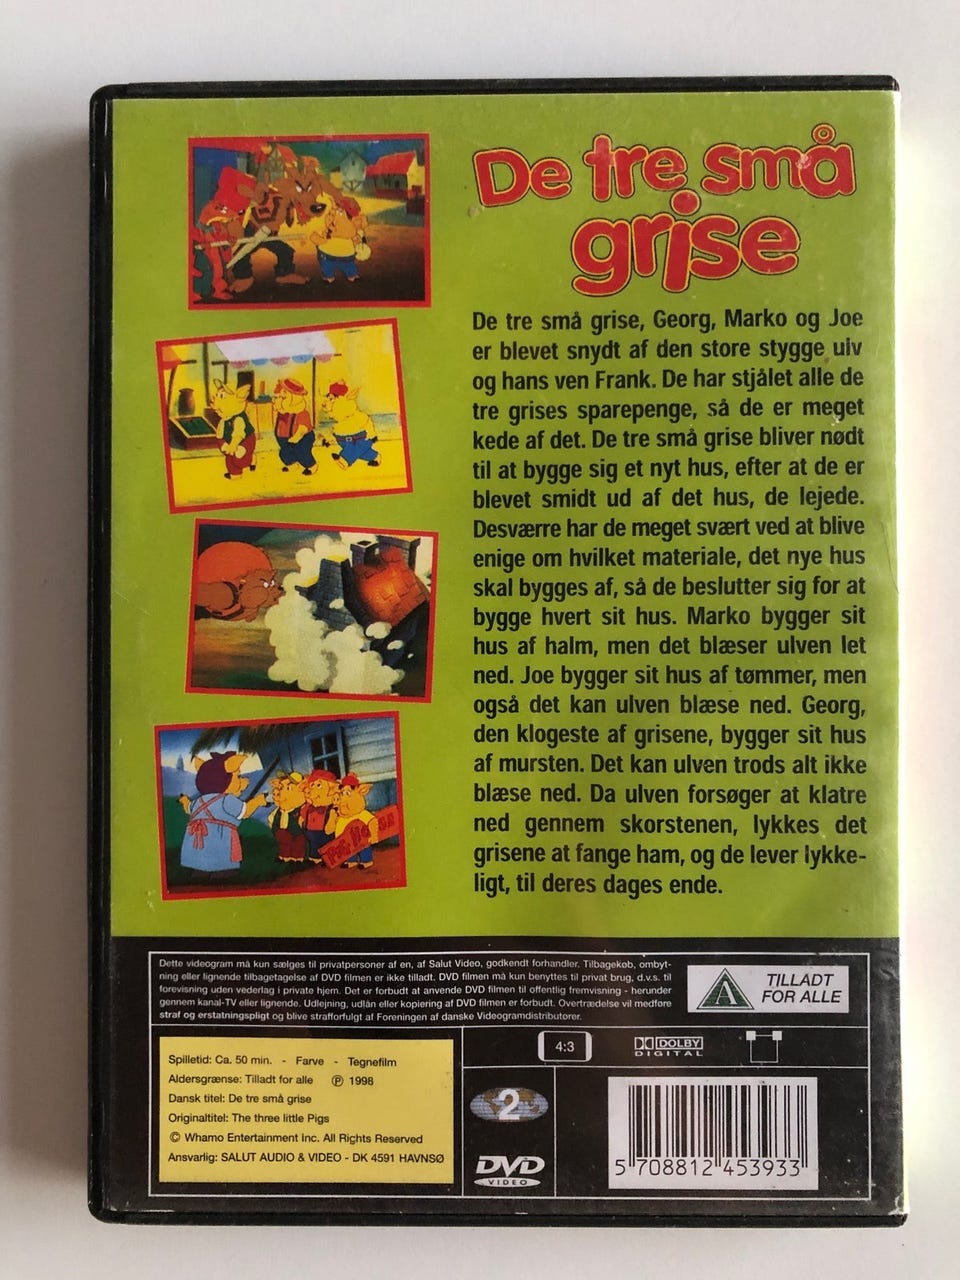 De tre små
grise
De tre små grise, Georg, Marko og Joe
er blevet snydt af den store stygge ulv
og hans ven Frank. De har stjålet alle de
tre grises sparepenge, så de er meget
kede af det. De tre små grise bliver nødt
til at bygge sig et nyt hus, efter at de er
blevet smidt ud af det hus, de lejede.
Desværre har de meget svært ved at blive
enige om hvilket materiale, det nye hus
skal bygges af, så de beslutter sig for at
bygge hvert sit hus. Marko bygger sit
hus af halm, men det blæser ulven let
ned. Joe bygger sit hus af tømmer, men
også det kan ulven blæse ned. Georg,
den klogeste af grisene, bygger sit hus
af mursten. Det kan ulven trods alt ikke
blæse ned. Da ulven forsøger at klatre
ned gennem skorstenen, lykkes det
grisene at fange ham, og de lever lykke-
ligt, til deres dages ende.
Dette videogram må kun sælges til privatpersoner af en, af Salut Video, godkendt forhandler. Tilbagekøb, ombyt-
ning eller lignende tilbagetagelse af DVD filmen er ikke tilladt. DVD filmen må kun benyttes til privat brug, d.v.s. til
forevisning uden vederlag i private hjem. Det er forbudt at anvende DVD filmen til offentlig fremvisning - herunder
gennem kanal-TV eller lignende. Udlejning, udlån eller kopiering af DVD filmen er forbudt. Overtrædelse vil medføre
straf og erstatningspligt og blive strafforfulgt af Foreningen af danske Videogramdistributører.
A
TILLADT
FOR ALLE
Spilletid: Ca. 50 min. - Farve - Tegnefilm
Aldersgrænse: Tilladt for alle ℗ 1998
Dansk titel: De tre små grise
Originaltitel: The three little Pigs
© Whamo Entertainment Inc. All Rights Reserved
Ansvarlig: SALUT AUDIO & VIDEO - DK 4591 HAVNSØ
4:3
DOLBY
DIGITAL
2
DVD
VIDEO
5 708812 453933